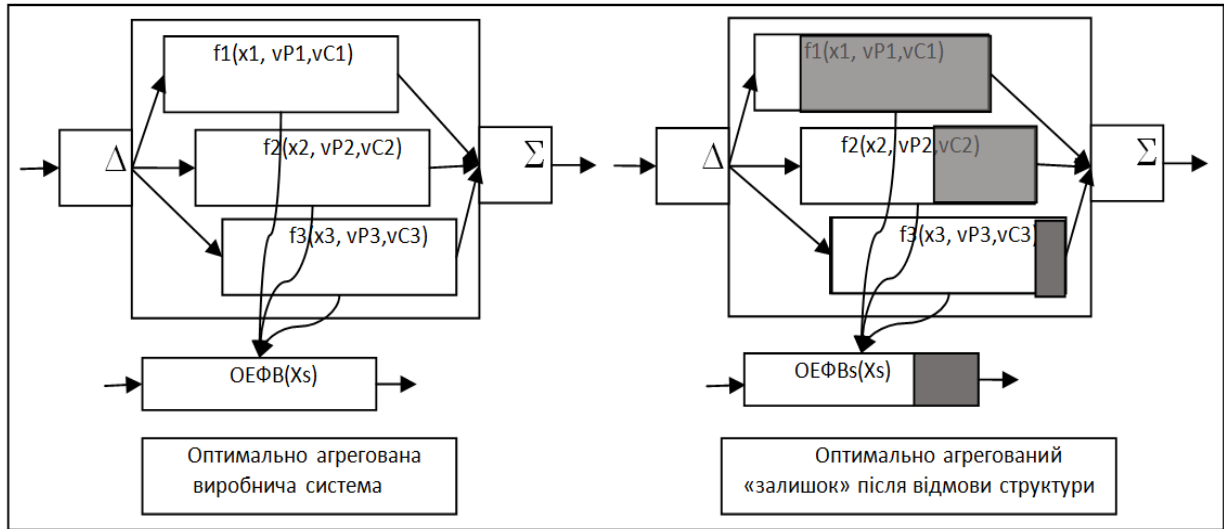 f1(x1, vP1,vC1)
Δ
f2(x2, vP2,vC2)
Σ
f3(x3, vP3,vC3)
ОЕФВ(Xs)
Оптимально агрегована
виробнича система
f1(x1, vP1,vC1)
Δ
f2(x2, vP2,vC2)
Σ
f3(x3, vP3,vC3)
ОЕФВs(Xs)
Оптимально агрегований
«залишок» після відмови структури